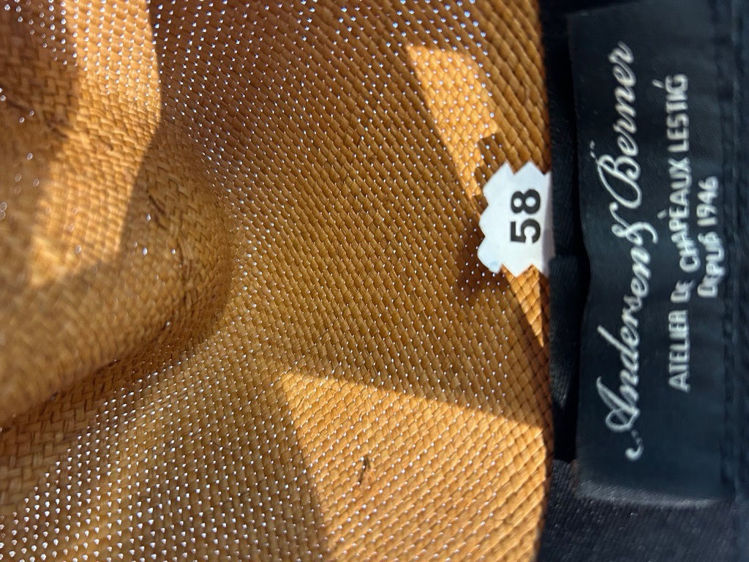 58
Andersen & Berner
ATELIER DE CHAPEAUX LESTIG
DEPUIS 1946